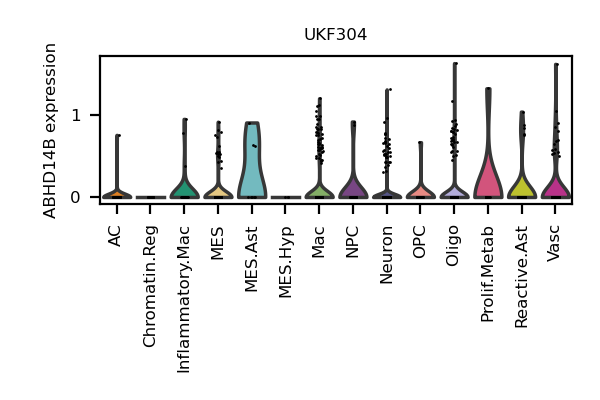 UKF304
ABHD14B expression
1
0
AC
Chromatin.Reg
Inflammatory.Mac
MES
MES.Ast
MES.Hyp
Mac
NPC
Neuron
OPC
Oligo
Prolif.Metab
Reactive.Ast
Vasc